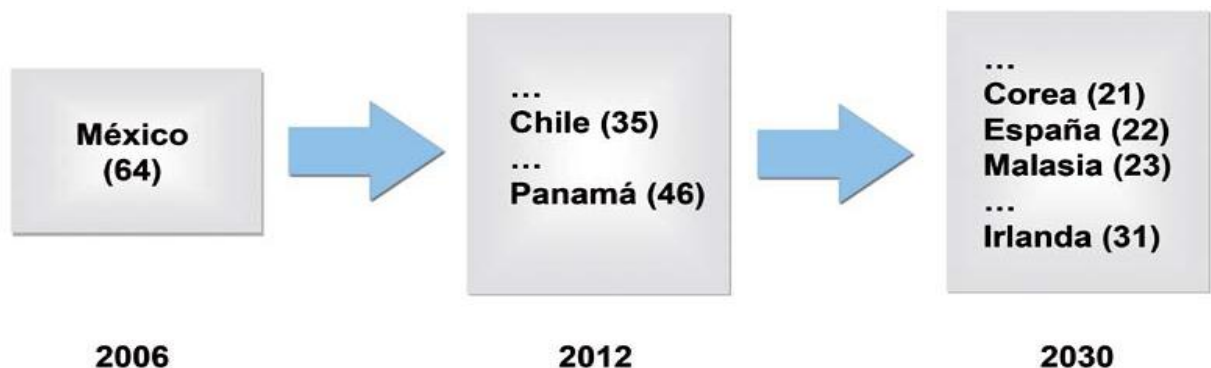 México
(64)
...
Chile (35)
...
Panamá (46)
...
Corea (21)
España (22)
Malasia (23)
...
Irlanda (31)
2006
2012
2030